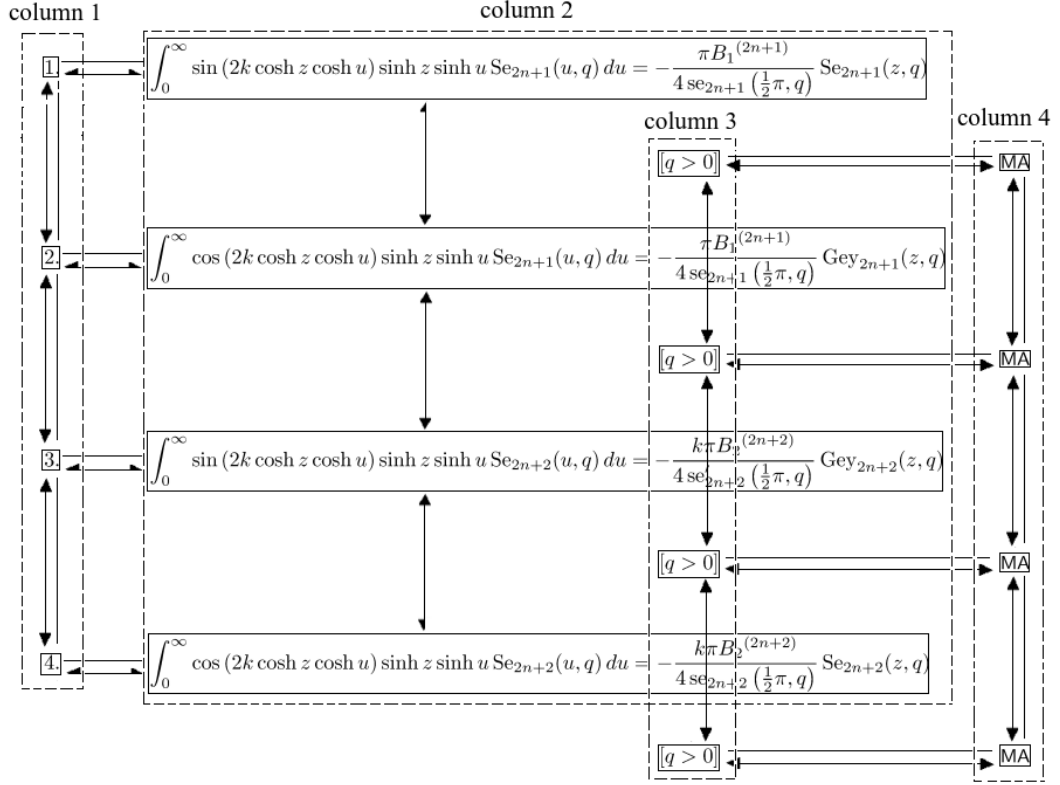 column 1
column 2
1. ∫₀^∞ sin (2k cosh z cosh u) sinh z sinh u Se₂ₙ₊₁(u, q) du = −πB₁⁽²ⁿ⁺¹⁾ / (4 se₂ₙ₊₁(½π, q)) Se₂ₙ₊₁(z, q)
column 3
column 4
[q > 0] MA
2. ∫₀^∞ cos (2k cosh z cosh u) sinh z sinh u Se₂ₙ₊₁(u, q) du = −πB₁⁽²ⁿ⁺¹⁾ / (4 se₂ₙ₊₁(½π, q)) Gey₂ₙ₊₁(z, q)
[q > 0] MA
3. ∫₀^∞ sin (2k cosh z cosh u) sinh z sinh u Se₂ₙ₊₂(u, q) du = −kπB₂⁽²ⁿ⁺²⁾ / (4 se′₂ₙ₊₂(½π, q)) Gey₂ₙ₊₂(z, q)
[q > 0] MA
4. ∫₀^∞ cos (2k cosh z cosh u) sinh z sinh u Se₂ₙ₊₂(u, q) du = −kπB₂⁽²ⁿ⁺²⁾ / (4 se₂ₙ₊₂(½π, q)) Se₂ₙ₊₂(z, q)
[q > 0] MA